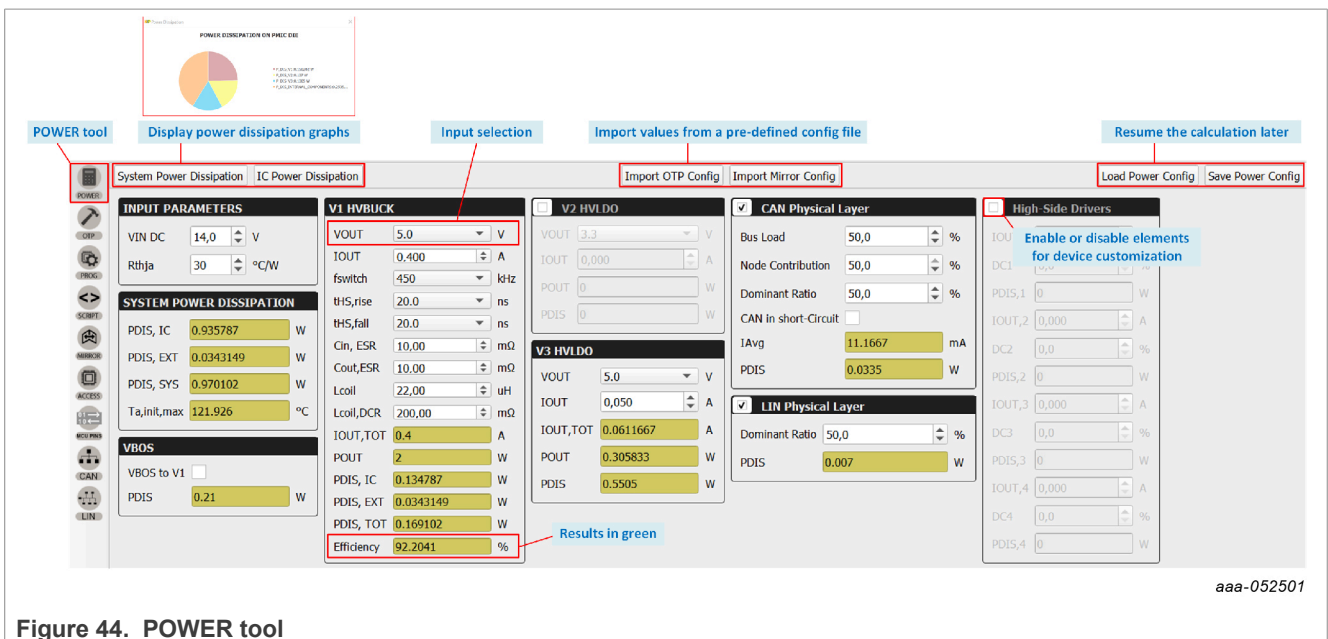 Power Dissipation
POWER DISSIPATION ON PMIC DIE
POWER tool
Display power dissipation graphs
Input selection
Import values from a pre-defined config file
Resume the calculation later
System Power Dissipation IC Power Dissipation Import OTP Config Import Mirror Config Load Power Config Save Power Config
POWER
OTP
PROG
SCRIPT
MIRROR
ACCESS
MCU PINS
CAN
LIN
INPUT PARAMETERS
VIN DC 14,0 V
Rthja 30 °C/W
SYSTEM POWER DISSIPATION
PDIS, IC 0.935787 W
PDIS, EXT 0.0343149 W
PDIS, SYS 0.970102 W
Ta,init,max 121.926 °C
VBOS
VBOS to V1
PDIS 0.21 W
V1 HVBUCK
VOUT 5.0 V
IOUT 0,400 A
fswitch 450 kHz
tHS,rise 20.0 ns
tHS,fall 20.0 ns
Cin, ESR 10,00 mΩ
Cout,ESR 10,00 mΩ
Lcoil 22,00 uH
Lcoil,DCR 200,00 mΩ
IOUT,TOT 0.4 A
POUT 2 W
PDIS, IC 0.134787 W
PDIS, EXT 0.0343149 W
PDIS, TOT 0.169102 W
Efficiency 92.2041 %
Results in green
V2 HVLDO
VOUT 3.3 V
IOUT 0,000 A
POUT 0 W
PDIS 0 W
V3 HVLDO
VOUT 5.0 V
IOUT 0,050 A
IOUT,TOT 0.0611667 A
POUT 0.305833 W
PDIS 0.5505 W
CAN Physical Layer
Bus Load 50,0 %
Node Contribution 50,0 %
Dominant Ratio 50,0 %
CAN in short-Circuit
IAvg 11.1667 mA
PDIS 0.0335 W
LIN Physical Layer
Dominant Ratio 50,0 %
PDIS 0.007 W
High-Side Drivers
Enable or disable elements
for device customization
DC1 0,0 %
PDIS,1 0 W
IOUT,2 0,000 A
DC2 0,0 %
PDIS,2 0 W
IOUT,3 0,000 A
DC3 0,0 %
PDIS,3 0 W
IOUT,4 0,000 A
DC4 0,0 %
PDIS,4 0 W
aaa-052501
Figure 44. POWER tool